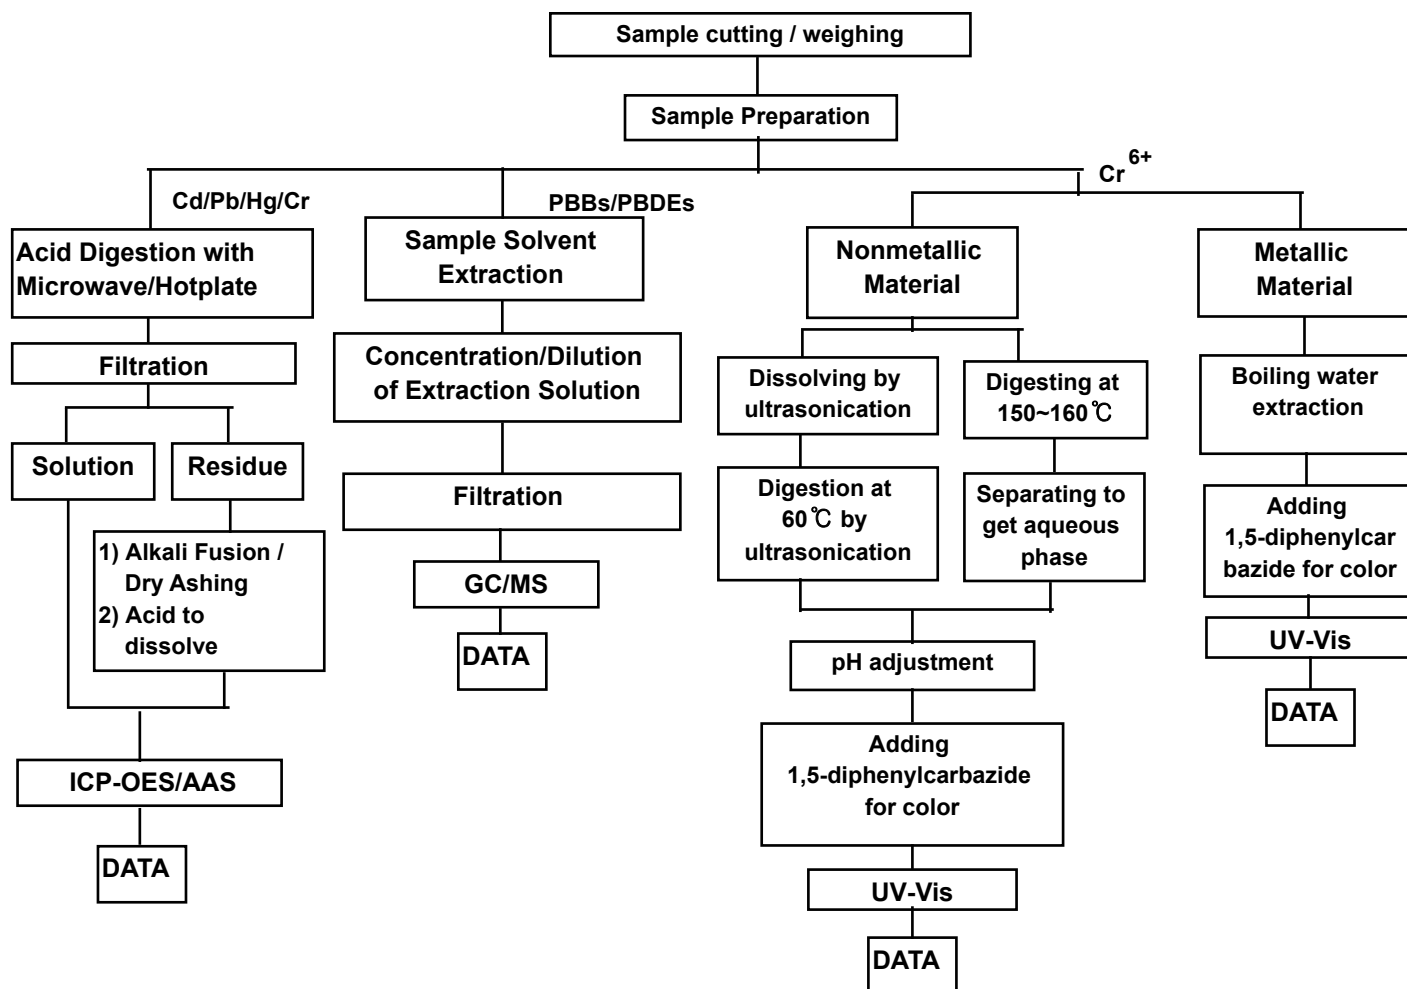 Sample cutting / weighing
Sample Preparation
Cd/Pb/Hg/Cr
Acid Digestion with
Microwave/Hotplate
Filtration
Solution
Residue
1) Alkali Fusion /
Dry Ashing
2) Acid to
dissolve
ICP-OES/AAS
DATA
PBBs/PBDEs
Sample Solvent
Extraction
Concentration/Dilution
of Extraction Solution
Filtration
GC/MS
DATA
Cr 6+
Nonmetallic
Material
Dissolving by
ultrasonication
Digestion at
60℃ by
ultrasonication
Digesting at
150~160℃
Separating to
get aqueous
phase
pH adjustment
Adding
1,5-diphenylcarbazide
for color
UV-Vis
DATA
Metallic
Material
Boiling water
extraction
Adding
1,5-diphenylcar
bazide for color
UV-Vis
DATA